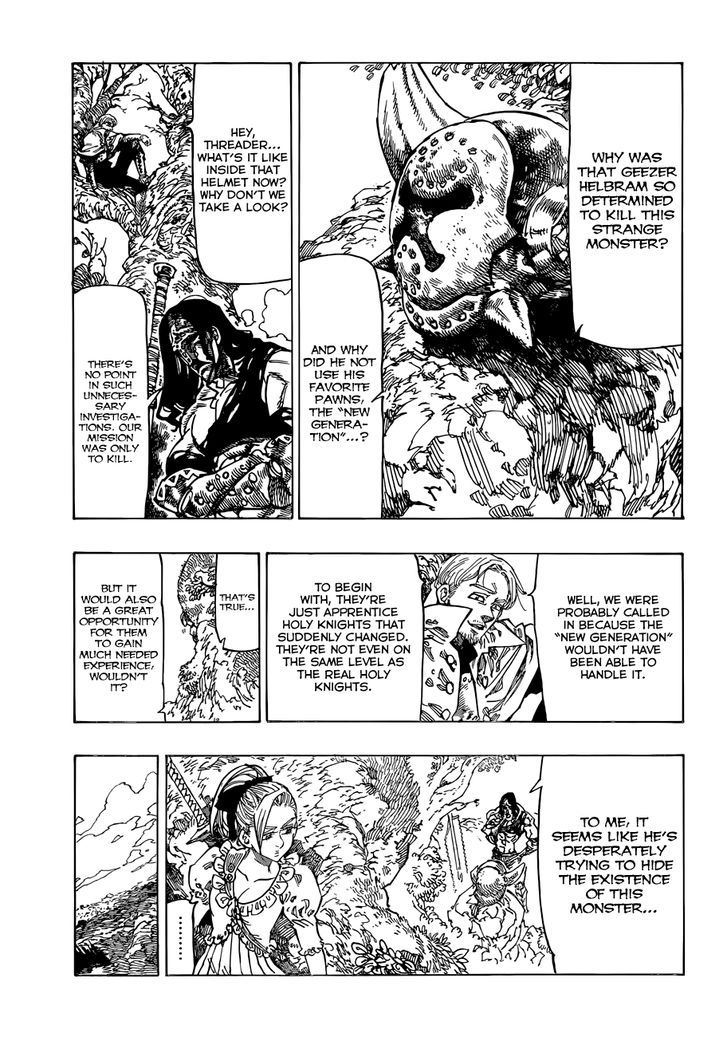 WHY WAS
THAT GEEZER
HELBRAM SO
DETERMINED
TO KILL THIS
STRANGE
MONSTER?
AND WHY
DID HE NOT
USE HIS
FAVORITE
PAWNS,
THE "NEW
GENERA-
TION"...?
HEY,
THREADER...
WHAT'S IT LIKE
INSIDE THAT
HELMET NOW?
WHY DON'T WE
TAKE A LOOK?
THERE'S
NO POINT
IN SUCH
UNNECES-
SARY
INVESTIGA-
TIONS. OUR
MISSION
WAS ONLY
TO KILL.
WELL, WE WERE
PROBABLY CALLED
IN BECAUSE THE
"NEW GENERATION"
WOULDN'T HAVE
BEEN ABLE TO
HANDLE IT.
TO BEGIN
WITH, THEY'RE
JUST APPRENTICE
HOLY KNIGHTS THAT
SUDDENLY CHANGED.
THEY'RE NOT EVEN ON
THE SAME LEVEL AS
THE REAL HOLY
KNIGHTS.
THAT'S
TRUE...
BUT IT
WOULD ALSO
BE A GREAT
OPPORTUNITY
FOR THEM
TO GAIN
MUCH NEEDED
EXPERIENCE,
WOULDN'T
IT?
TO ME, IT
SEEMS LIKE HE'S
DESPERATELY
TRYING TO HIDE
THE EXISTENCE
OF THIS
MONSTER...
..........